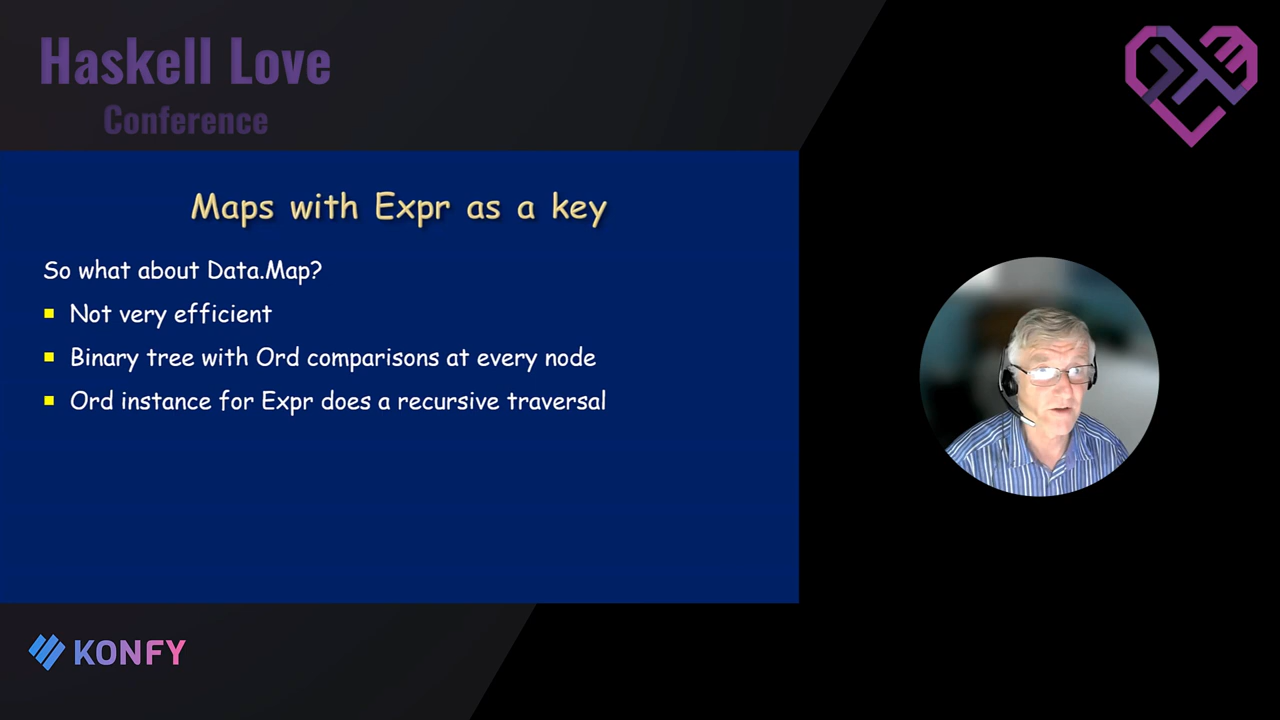 Haskell Love
Conference
Maps with Expr as a key
So what about Data.Map?
Not very efficient
Binary tree with Ord comparisons at every node
Ord instance for Expr does a recursive traversal
KONFY